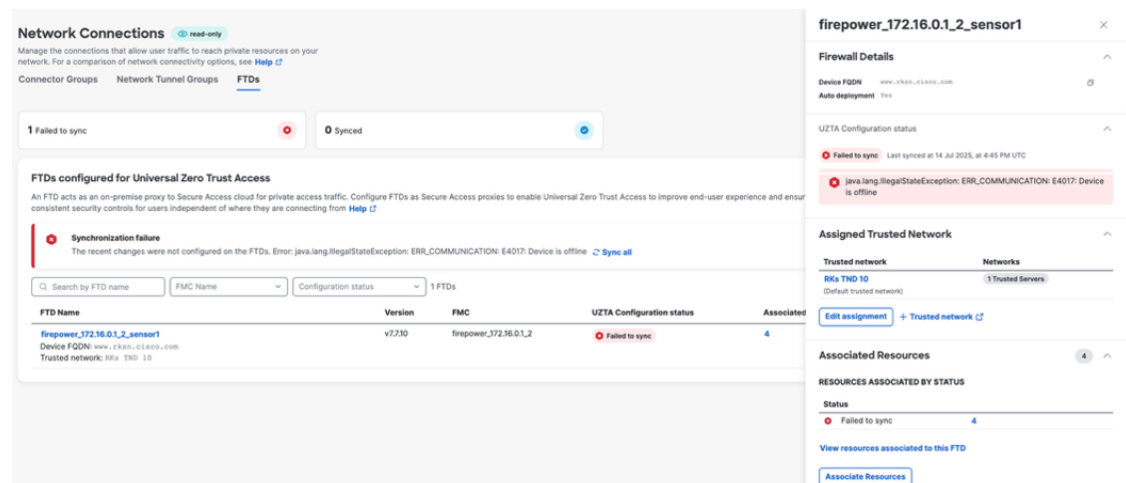 Network Connections read-only
Manage the connections that allow user traffic to reach private resources on your
network. For a comparison of network connectivity options, see Help
Connector Groups Network Tunnel Groups FTDs
1 Failed to sync
0 Synced
FTDs configured for Universal Zero Trust Access
An FTD acts as an on-premise proxy to Secure Access cloud for private access traffic. Configure FTDs as Secure Access proxies to enable Universal Zero Trust Access to improve end-user experience and ensur
consistent security controls for users independent of where they are connecting from Help
Synchronization failure
The recent changes were not configured on the FTDs. Error: java.lang.IllegalStateException: ERR_COMMUNICATION: E4017: Device is offline Sync all
Search by FTD name FMC Name Configuration status 1 FTDs
FTD Name Version FMC UZTA Configuration status Associated
firepower_172.16.0.1_2_sensor1 v7.7.10 firepower_172.16.0.1_2 Failed to sync 4
Device FQDN: www.rksn.cisco.com
Trusted network: RKs TND 10
firepower_172.16.0.1_2_sensor1
Firewall Details
Device FQDN www.rksn.cisco.com
Auto deployment Yes
UZTA Configuration status
Failed to sync Last synced at 14 Jul 2025, at 4:45 PM UTC
java.lang.IllegalStateException: ERR_COMMUNICATION: E4017: Device
is offline
Assigned Trusted Network
Trusted network Networks
RKs TND 10 1 Trusted Servers
(Default trusted network)
Edit assignment + Trusted network
Associated Resources 4
RESOURCES ASSOCIATED BY STATUS
Status
Failed to sync 4
View resources associated to this FTD
Associate Resources